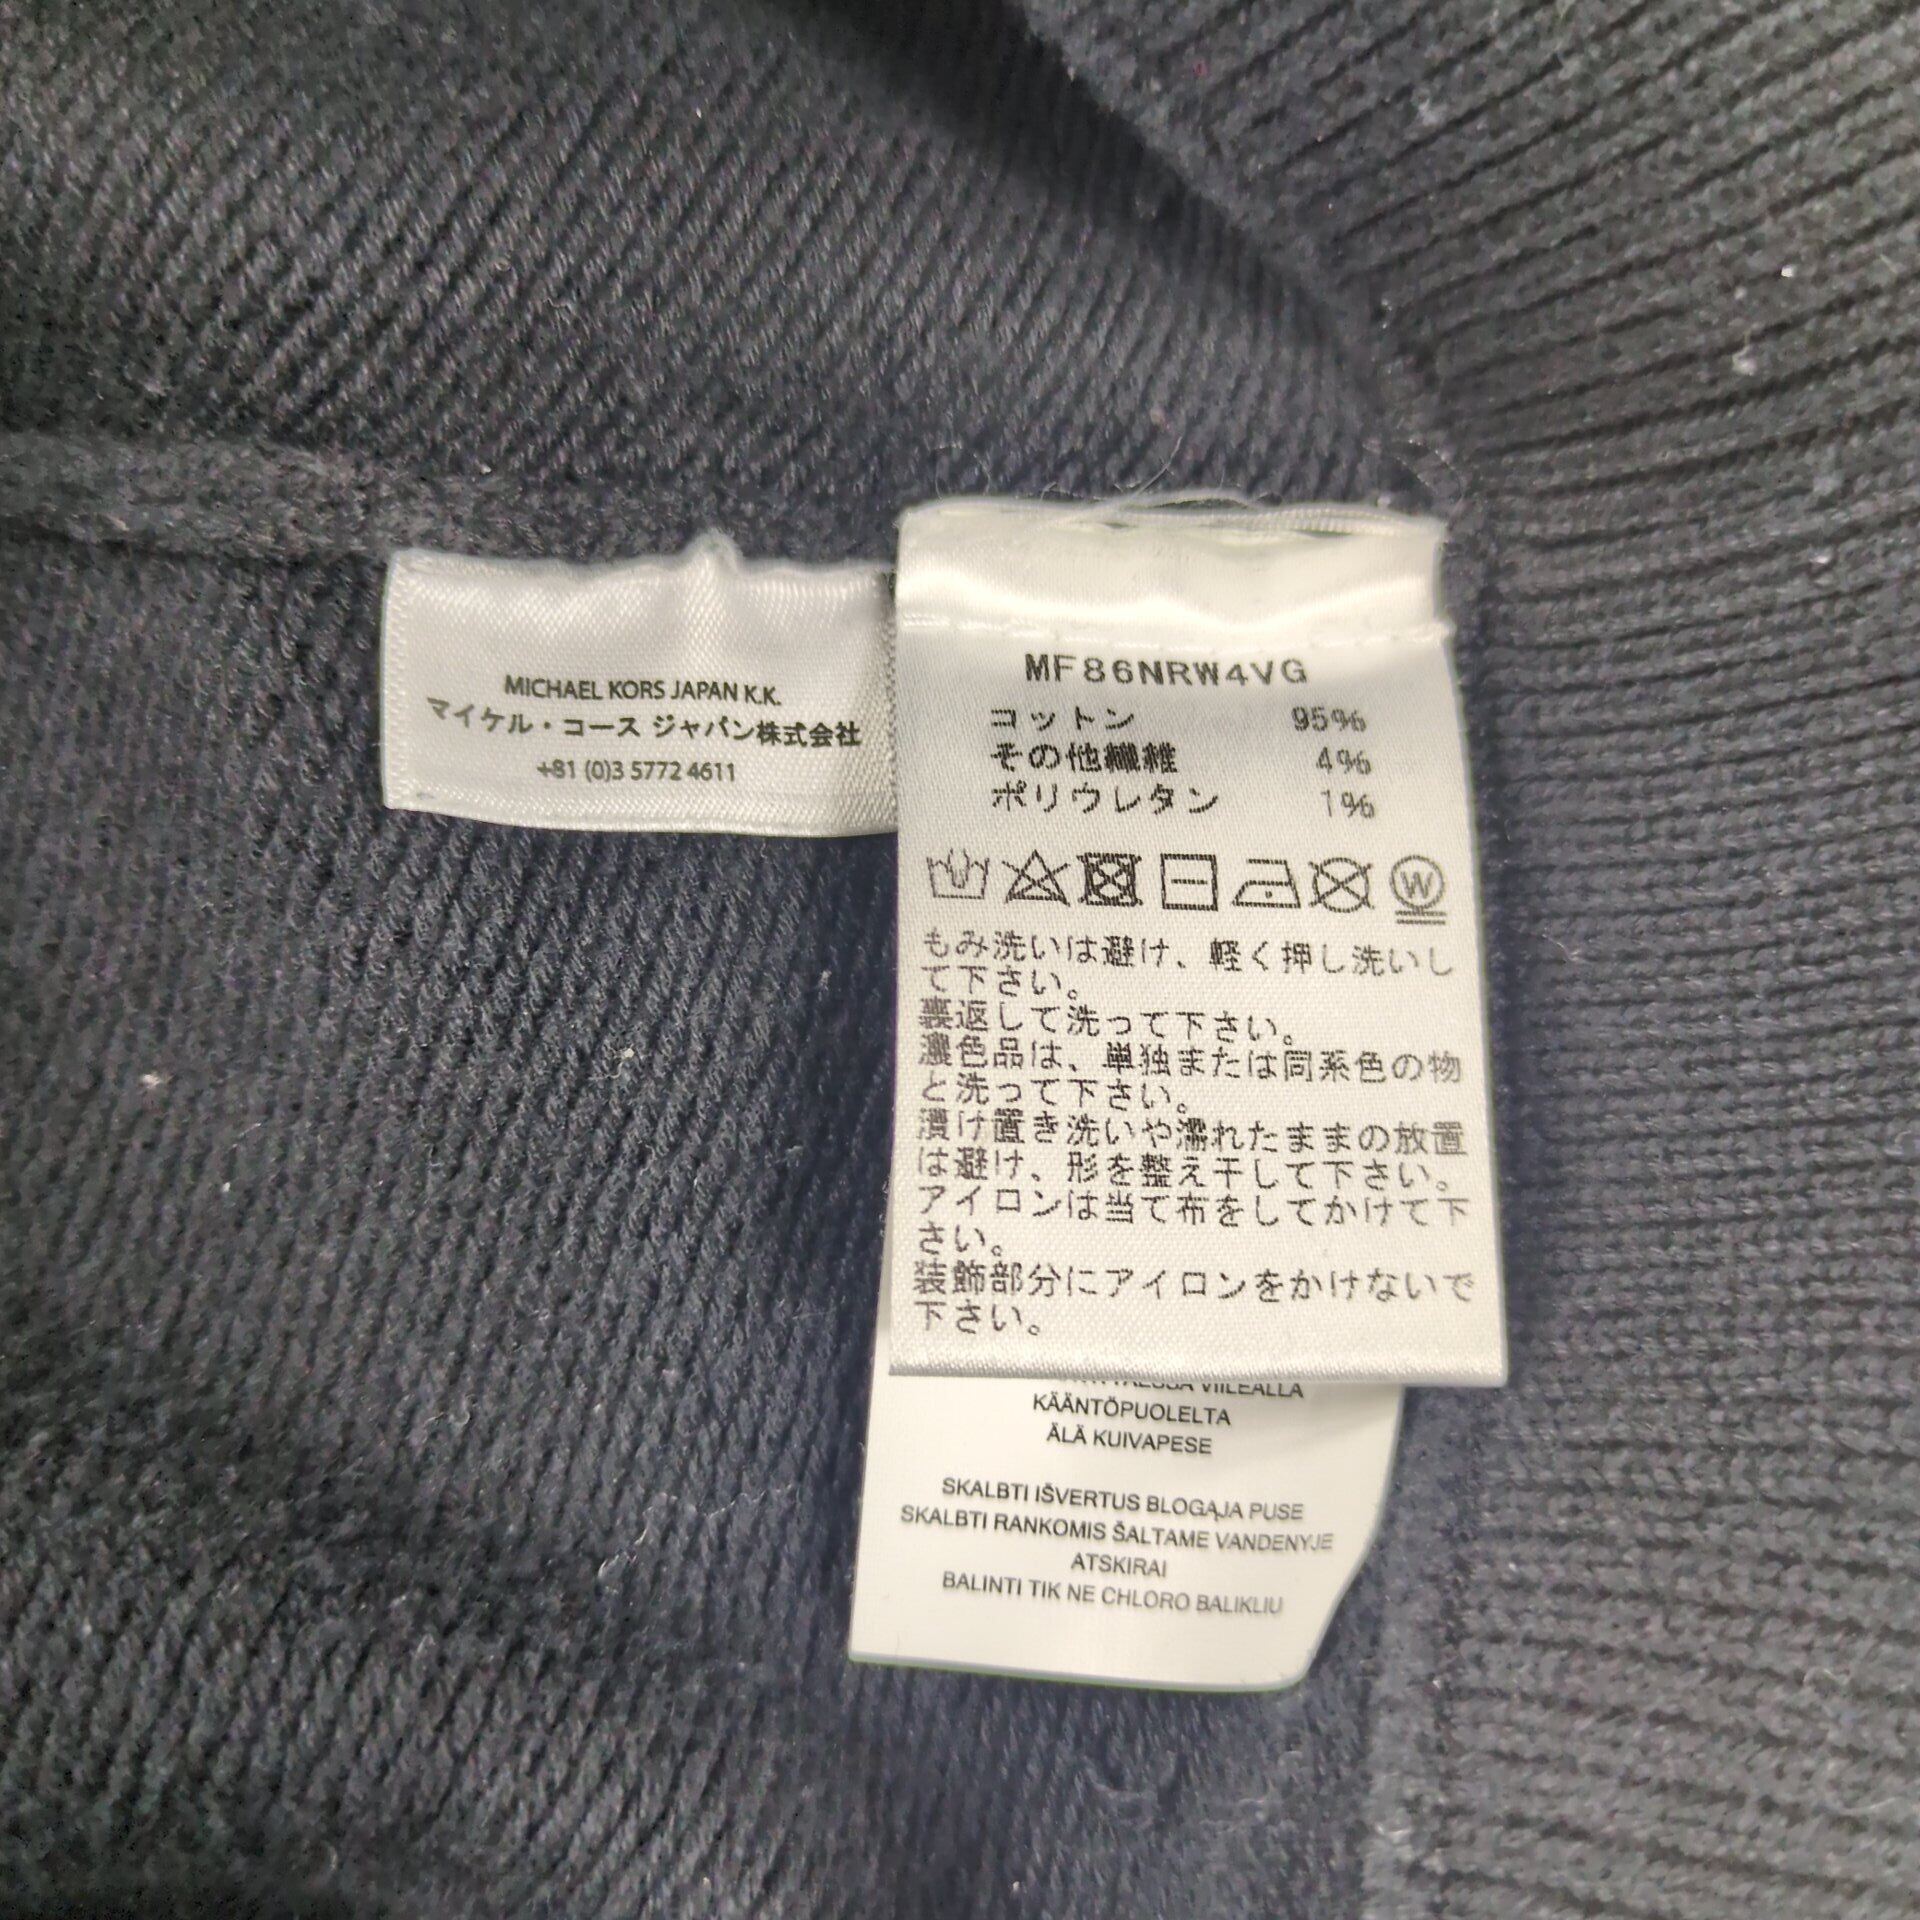 MICHAEL KORS JAPAN K.K.
マイケル・コース ジャパン株式会社
+81 (0)3 5772 4611
MF86NRW4VG
コットン 95%
その他繊維 4%
ポリウレタン 1%
W
もみ洗いは避け、軽く押し洗いし
て下さい。
裏返して洗って下さい。
濃色品は、単独または同系色の物
と洗って下さい。
漬け置き洗いや濡れたままの放置
は避け、形を整え干して下さい。
アイロンは当て布をしてかけて下
さい。
装飾部分にアイロンをかけないで
下さい。
VIILEÄLLÄ
KÄÄNTÖPUOLELTA
ÄLÄ KUIVAPESE
SKALBTI IŠVERTUS BLOGĄJA PUSE
SKALBTI RANKOMIS ŠALTAME VANDENYJE
ATSKIRAI
BALINTI TIK NE CHLORO BALIKLIU